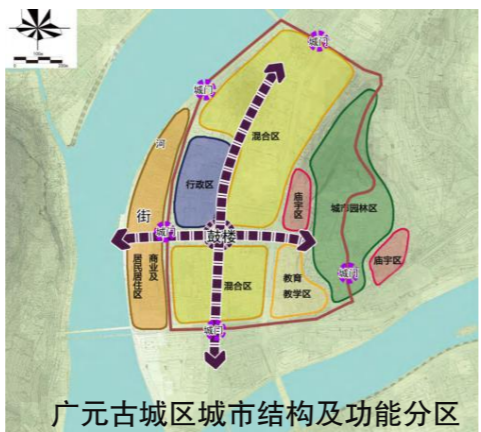 城门
城门
混合区
河
行政区
庙宇区
城市园林区
街
城门
鼓楼
庙宇区
商业及
居民居住区
混合区
教育
教学区
城门
城门
广元古城区城市结构及功能分区